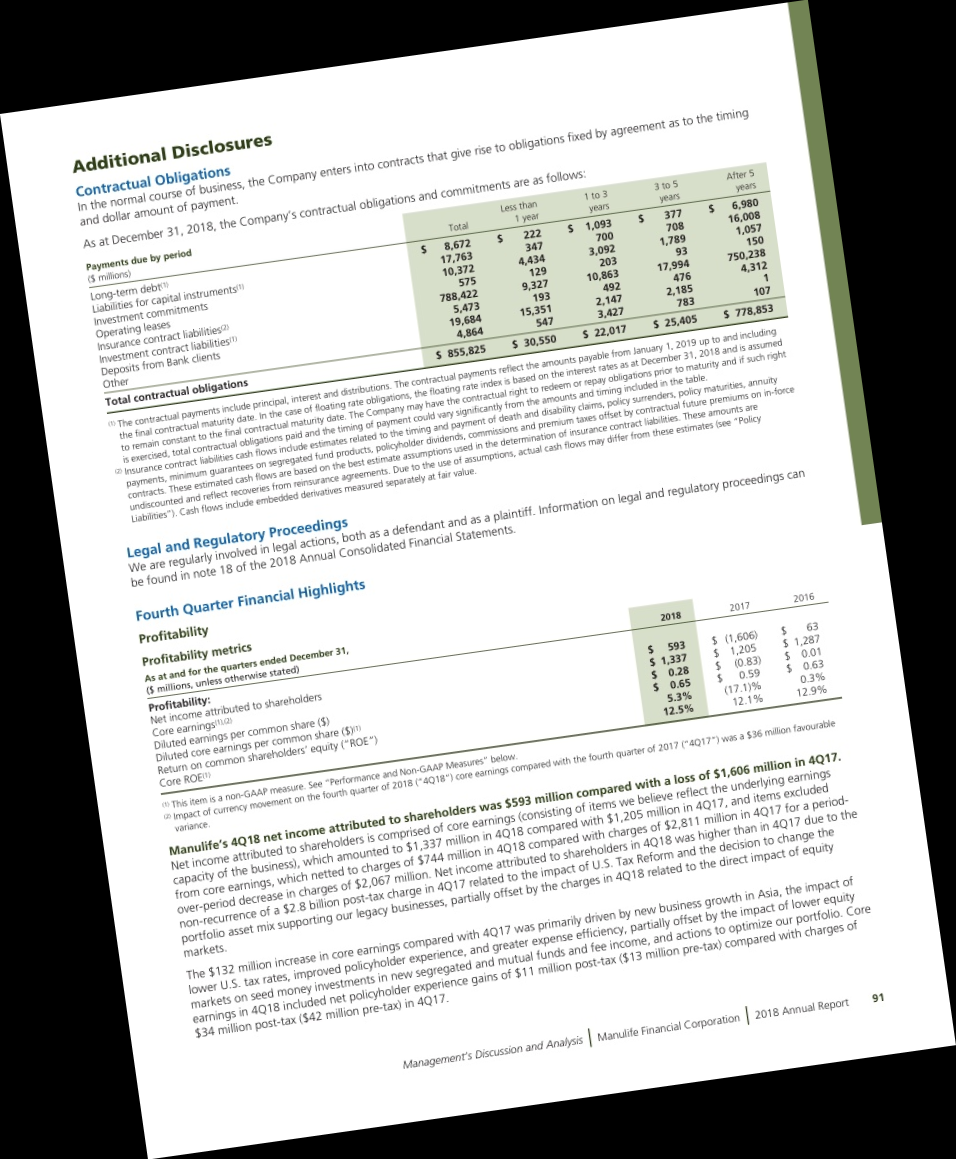 Additional Disclosures
Contractual Obligations
In the normal course of business, the Company enters into contracts that give rise to obligations fixed by agreement as to the timing
and dollar amount of payment.
As at December 31, 2018, the Company's contractual obligations and commitments are as follows:
Payments due by period
($ millions) Total Less than 1 year 1 to 3 years 3 to 5 years After 5 years
Long-term debt(1) $ 8,672 $ 222 $ 1,093 $ 377 $ 6,980
Liabilities for capital instruments(1) 17,763 347 700 708 16,008
Investment commitments 10,372 4,434 3,092 1,789 1,057
Operating leases 575 129 203 93 150
Insurance contract liabilities(2) 788,422 9,327 10,863 17,994 750,238
Investment contract liabilities(1) 5,473 193 492 476 4,312
Deposits from Bank clients 19,684 15,351 2,147 2,185 1
Other 4,864 547 3,427 783 107
Total contractual obligations $ 855,825 $ 30,550 $ 22,017 $ 25,405 $ 778,853
(1) The contractual payments include principal, interest and distributions. The contractual payments reflect the amounts payable from January 1, 2019 up to and including
the final contractual maturity date. In the case of floating rate obligations, the floating rate index is based on the interest rates as at December 31, 2018 and is assumed
to remain constant to the final contractual maturity date. The Company may have the contractual right to redeem or repay obligations prior to maturity and if such right
is exercised, total contractual obligations paid and the timing of payment could vary significantly from the amounts and timing included in the table.
(2) Insurance contract liabilities cash flows include estimates related to the timing and payment of death and disability claims, policy surrenders, policy maturities, annuity
payments, minimum guarantees on segregated fund products, policyholder dividends, commissions and premium taxes offset by contractual future premiums on in-force
contracts. These estimated cash flows are based on the best estimate assumptions used in the determination of insurance contract liabilities. These amounts are
undiscounted and reflect recoveries from reinsurance agreements. Due to the use of assumptions, actual cash flows may differ from these estimates (see "Policy
Liabilities"). Cash flows include embedded derivatives measured separately at fair value.
Legal and Regulatory Proceedings
We are regularly involved in legal actions, both as a defendant and as a plaintiff. Information on legal and regulatory proceedings can
be found in note 18 of the 2018 Annual Consolidated Financial Statements.
Fourth Quarter Financial Highlights
Profitability
Profitability metrics
As at and for the quarters ended December 31,
($ millions, unless otherwise stated) 2018 2017 2016
Profitability:
Net income attributed to shareholders $ 593 $ (1,606) $ 63
Core earnings(1),(2) $ 1,337 $ 1,205 $ 1,287
Diluted earnings per common share ($) $ 0.28 $ (0.83) $ 0.01
Diluted core earnings per common share ($)(1) $ 0.65 $ 0.59 $ 0.63
Return on common shareholders' equity ("ROE") 5.3% (17.1)% 0.3%
Core ROE(1) 12.5% 12.1% 12.9%
(1) This item is a non-GAAP measure. See "Performance and Non-GAAP Measures" below.
(2) Impact of currency movement on the fourth quarter of 2018 ("4Q18") core earnings compared with the fourth quarter of 2017 ("4Q17") was a $36 million favourable
variance.
Manulife's 4Q18 net income attributed to shareholders was $593 million compared with a loss of $1,606 million in 4Q17.
Net income attributed to shareholders is comprised of core earnings (consisting of items we believe reflect the underlying earnings
capacity of the business), which amounted to $1,337 million in 4Q18 compared with $1,205 million in 4Q17, and items excluded
from core earnings, which netted to charges of $744 million in 4Q18 compared with charges of $2,811 million in 4Q17 for a period-
over-period decrease in charges of $2,067 million. Net income attributed to shareholders in 4Q18 was higher than in 4Q17 due to the
non-recurrence of a $2.8 billion post-tax charge in 4Q17 related to the impact of U.S. Tax Reform and the decision to change the
portfolio asset mix supporting our legacy businesses, partially offset by the charges in 4Q18 related to the direct impact of equity
markets.
The $132 million increase in core earnings compared with 4Q17 was primarily driven by new business growth in Asia, the impact of
lower U.S. tax rates, improved policyholder experience, and greater expense efficiency, partially offset by the impact of lower equity
markets on seed money investments in new segregated and mutual funds and fee income, and actions to optimize our portfolio. Core
earnings in 4Q18 included net policyholder experience gains of $11 million post-tax ($13 million pre-tax) compared with charges of
$34 million post-tax ($42 million pre-tax) in 4Q17.
Management's Discussion and Analysis | Manulife Financial Corporation | 2018 Annual Report 91